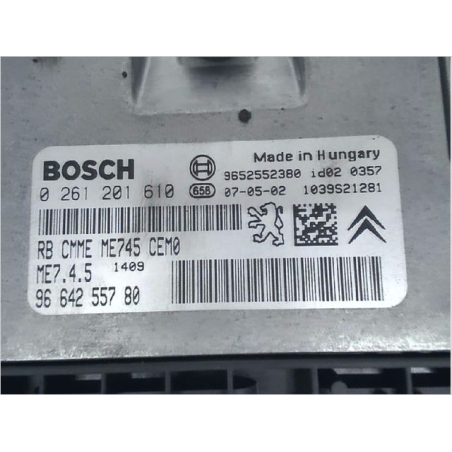 Made in Hungary
BOSCH 9652552380 id02 0357
0 261 201 610 656 07-05-02 1039S21281
RB CMME ME745 CEM0
ME7.4.5 1409
96 642 557 80